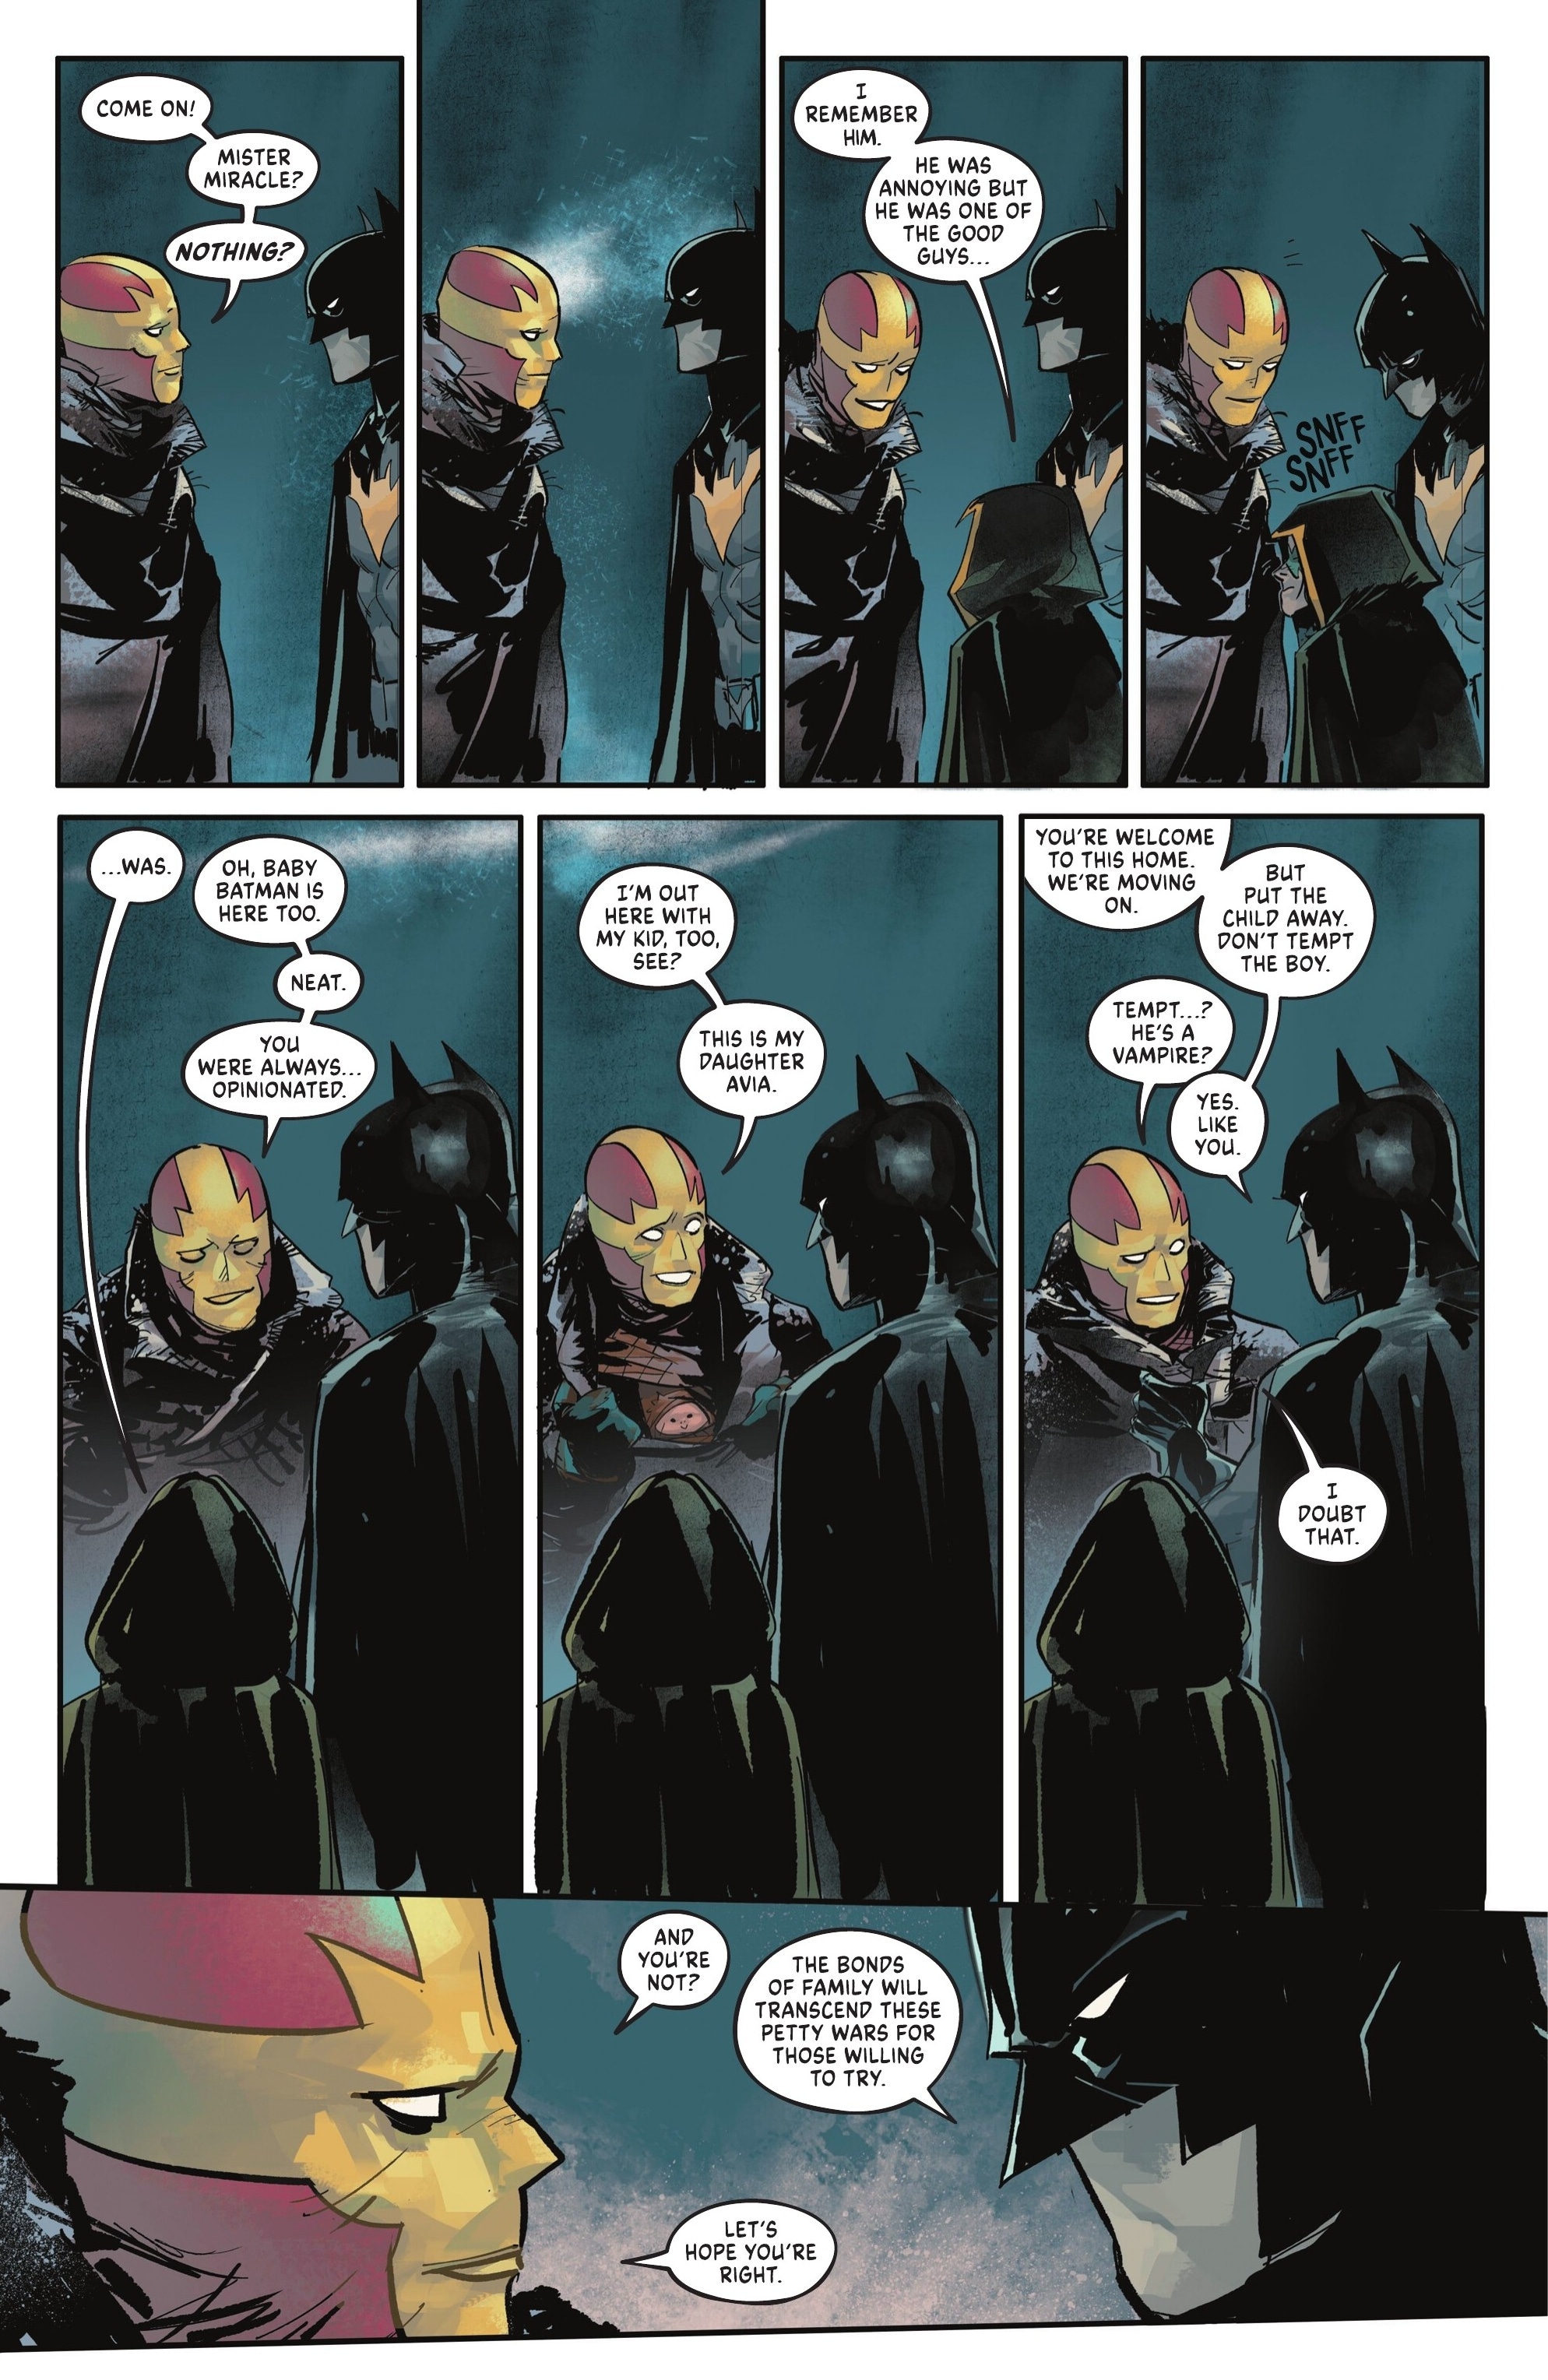 COME ON!
MISTER
MIRACLE?
NOTHING?
I
REMEMBER
HIM.
HE WAS
ANNOYING BUT
HE WAS ONE OF
THE GOOD
GUYS...
SNFF
SNFF
...WAS.
OH, BABY
BATMAN IS
HERE TOO.
NEAT.
YOU
WERE ALWAYS...
OPINIONATED.
I'M OUT
HERE WITH
MY KID, TOO,
SEE?
THIS IS MY
DAUGHTER
AVIA.
YOU'RE WELCOME
TO THIS HOME.
WE'RE MOVING
ON.
BUT
PUT THE
CHILD AWAY.
DON'T TEMPT
THE BOY.
TEMPT...?
HE'S A
VAMPIRE?
YES.
LIKE
YOU.
I
DOUBT
THAT.
AND
YOU'RE
NOT?
THE BONDS
OF FAMILY WILL
TRANSCEND THESE
PETTY WARS FOR
THOSE WILLING
TO TRY.
LET'S
HOPE YOU'RE
RIGHT.